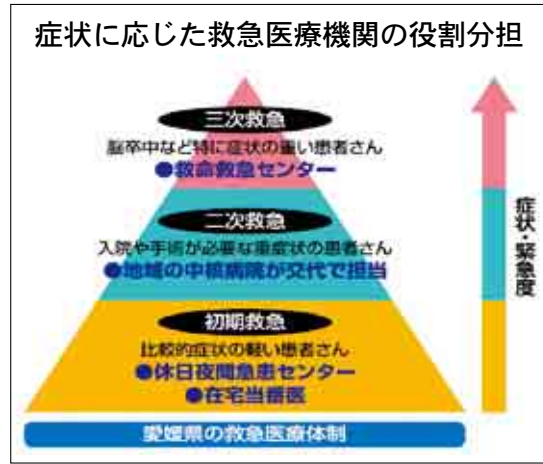 症状に応じた救急医療機関の役割分担
三次救急
脳卒中など特に症状の重い患者さん
●救命救急センター
二次救急
入院や手術が必要な重症状の患者さん
●地域の中核病院が交代で担当
初期救急
比較的症状の軽い患者さん
●休日夜間急患センター
●在宅当番医
愛媛県の救急医療体制
症状・緊急度